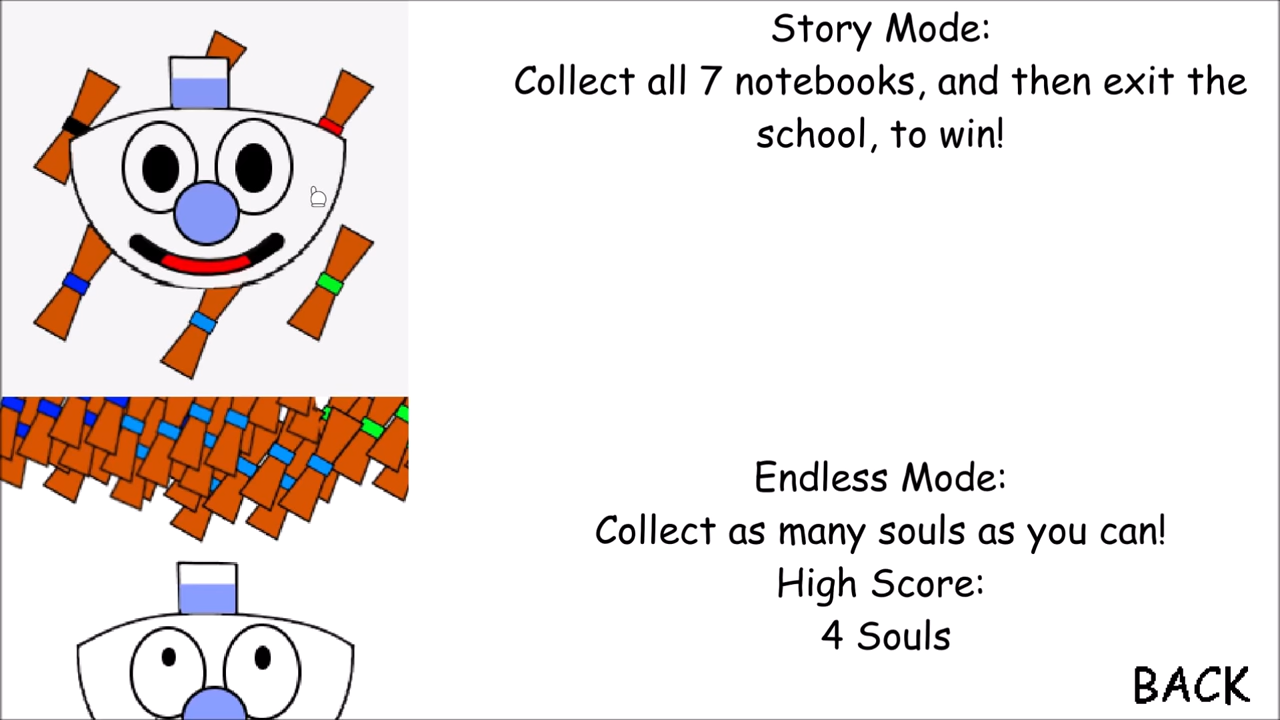 Story Mode:
Collect all 7 notebooks, and then exit the
school, to win!
Endless Mode:
Collect as many souls as you can!
High Score:
4 Souls
BACK